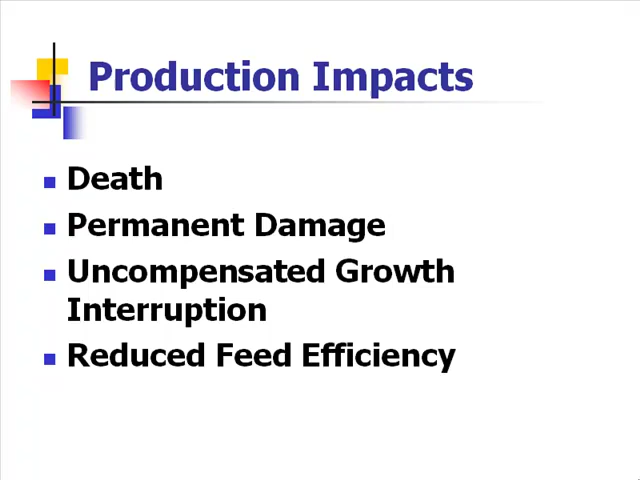 Production Impacts
Death
Permanent Damage
Uncompensated Growth
Interruption
Reduced Feed Efficiency